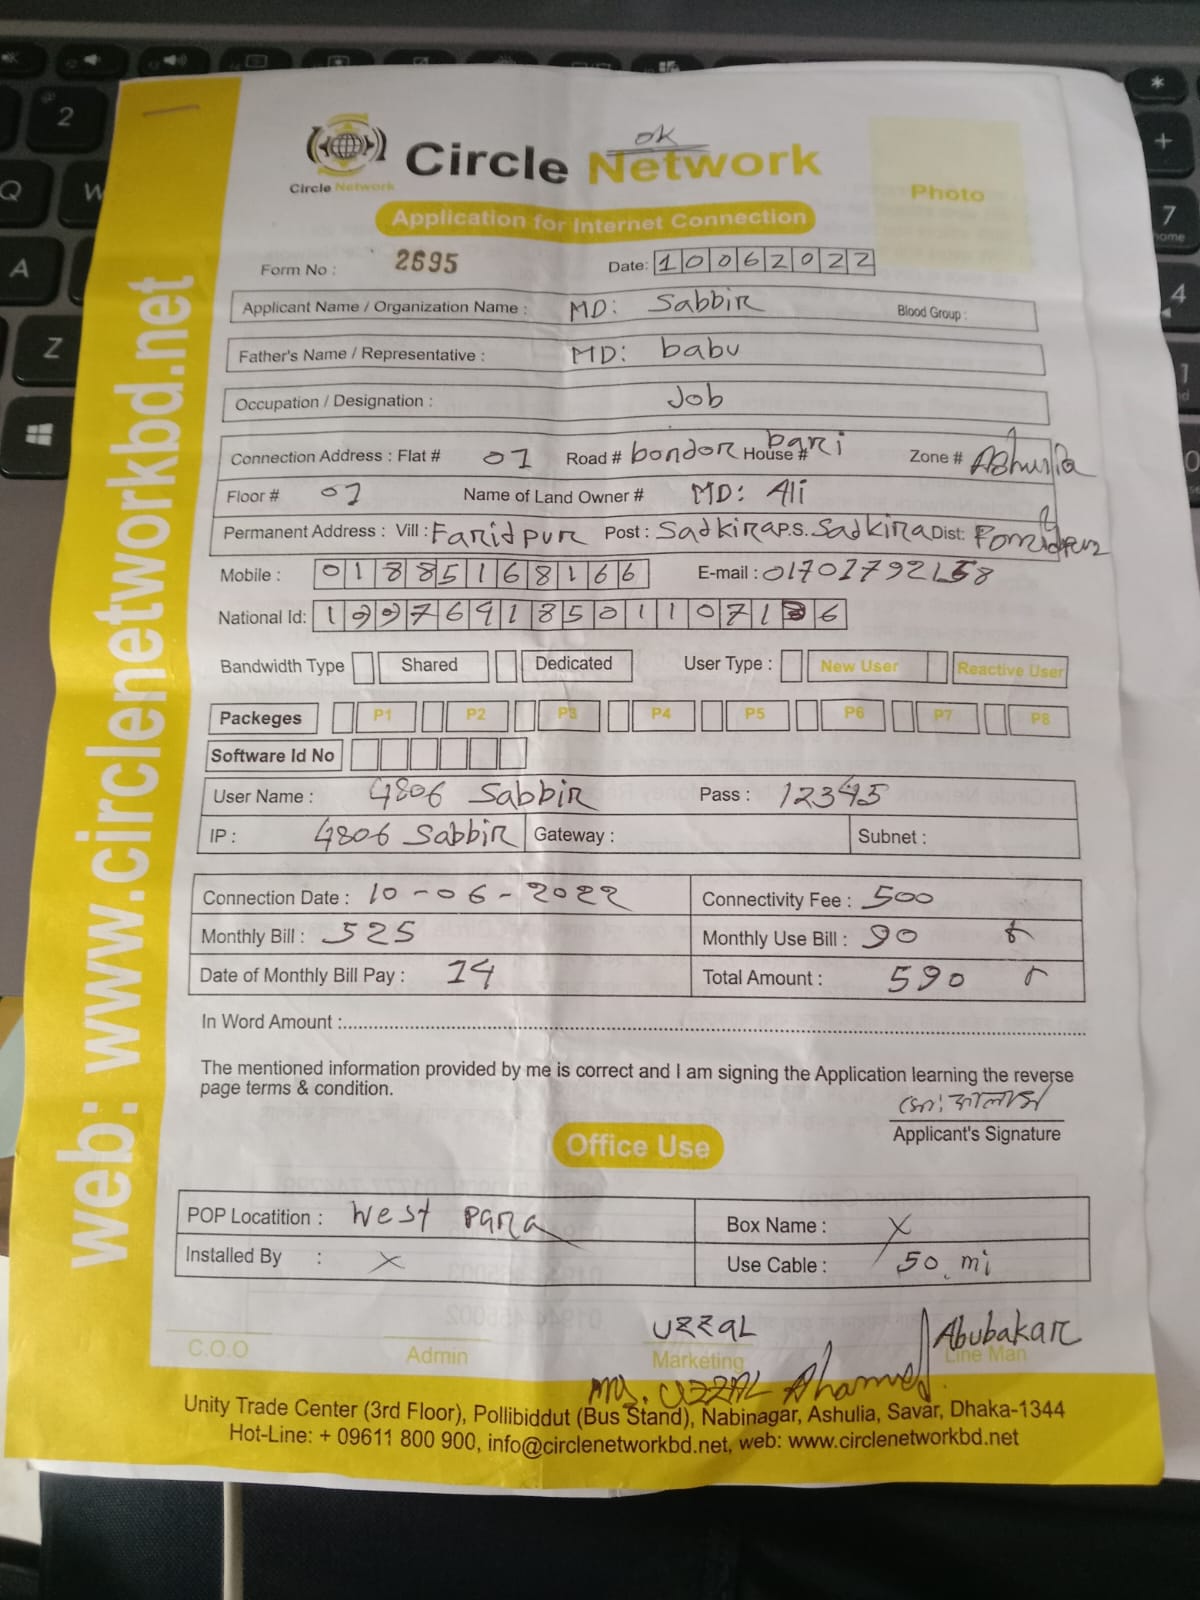 ok
Circle Network
Circle Network
Photo
Application for Internet Connection
Form No : 2695 Date: 10062022
Applicant Name / Organization Name : MD: Sabbir Blood Group :
Father's Name / Representative : MD: babu
Occupation / Designation : Job
Connection Address : Flat # 01 Road # bondor House # bari Zone # Ashulia
Floor # 01 Name of Land Owner # MD: Ali
Permanent Address : Vill : Faridpur Post : Sadkira P.S. Sadkira Dist:
Mobile : 01885168166 E-mail :
National Id:
Bandwidth Type Shared Dedicated User Type : New User Reactive User
Packeges P1 P2 P3 P4 P5 P6 P7 P8
Software Id No
User Name : 4806 Sabbir Pass : 12345
IP : 4806 Sabbir Gateway : Subnet :
Connection Date : 10-06-2022 Connectivity Fee : 500
Monthly Bill : 525 Monthly Use Bill : 90
Date of Monthly Bill Pay : 14 Total Amount : 590
In Word Amount :
The mentioned information provided by me is correct and I am signing the Application learning the reverse
page terms & condition.
Applicant's Signature
Office Use
POP Locatition : West para Box Name : X
Installed By : X Use Cable : 50 mi
UZZAL Abubakar
C.O.O Admin Marketing Line Man
MD. UZZAL Ahamed
Unity Trade Center (3rd Floor), Pollibiddut (Bus Stand), Nabinagar, Ashulia, Savar, Dhaka-1344
Hot-Line: + 09611 800 900, info@circlenetworkbd.net, web: www.circlenetworkbd.net
web: www.circlenetworkbd.net